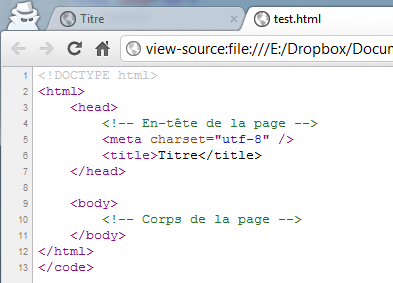 Titre
test.html
view-source:file:///E:/Dropbox/Docum
1 <!DOCTYPE html>
2 <html>
3     <head>
4         <!-- En-tête de la page -->
5         <meta charset="utf-8" />
6         <title>Titre</title>
7     </head>
8
9     <body>
10         <!-- Corps de la page -->
11     </body>
12 </html>
13 </code>